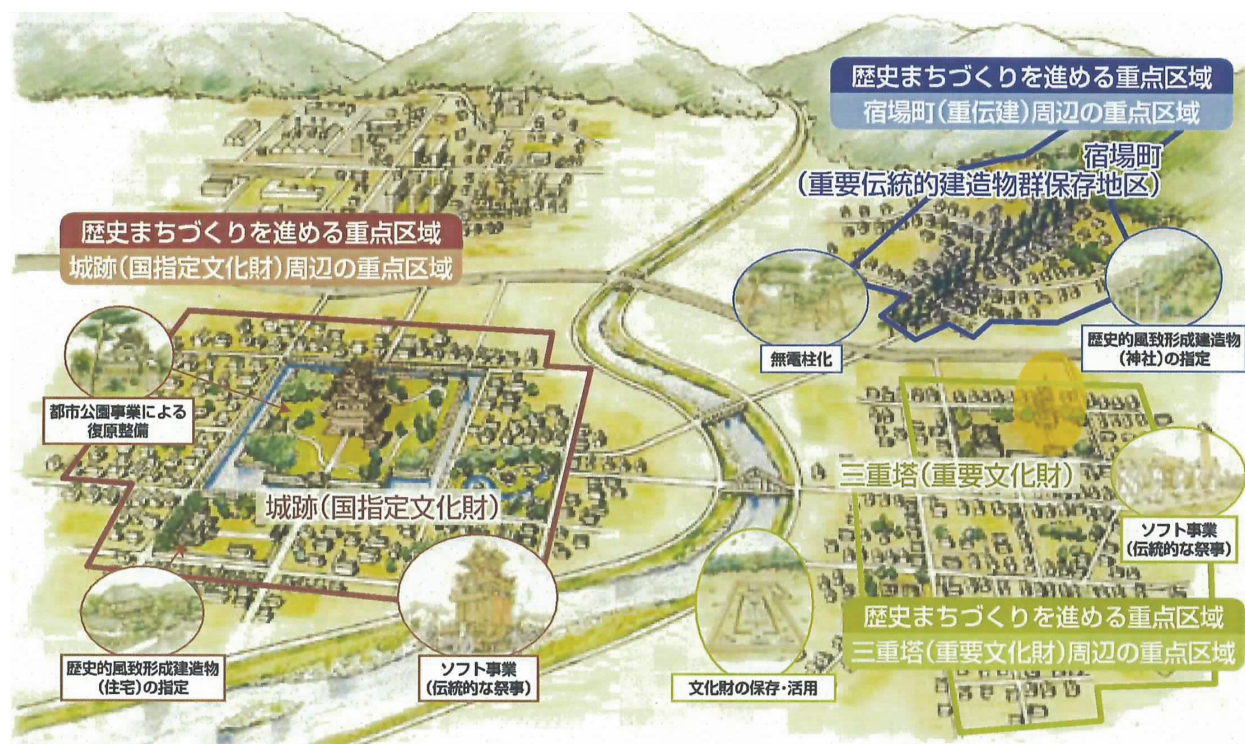 歴史まちづくりを進める重点区域
宿場町(重伝建)周辺の重点区域
宿場町
(重要伝統的建造物群保存地区)
無電柱化
歴史的風致形成建造物
(神社)の指定
歴史まちづくりを進める重点区域
城跡(国指定文化財)周辺の重点区域
都市公園事業による
復原整備
城跡(国指定文化財)
歴史的風致形成建造物
(住宅)の指定
ソフト事業
(伝統的な祭事)
三重塔(重要文化財)
ソフト事業
(伝統的な祭事)
文化財の保存・活用
歴史まちづくりを進める重点区域
三重塔(重要文化財)周辺の重点区域